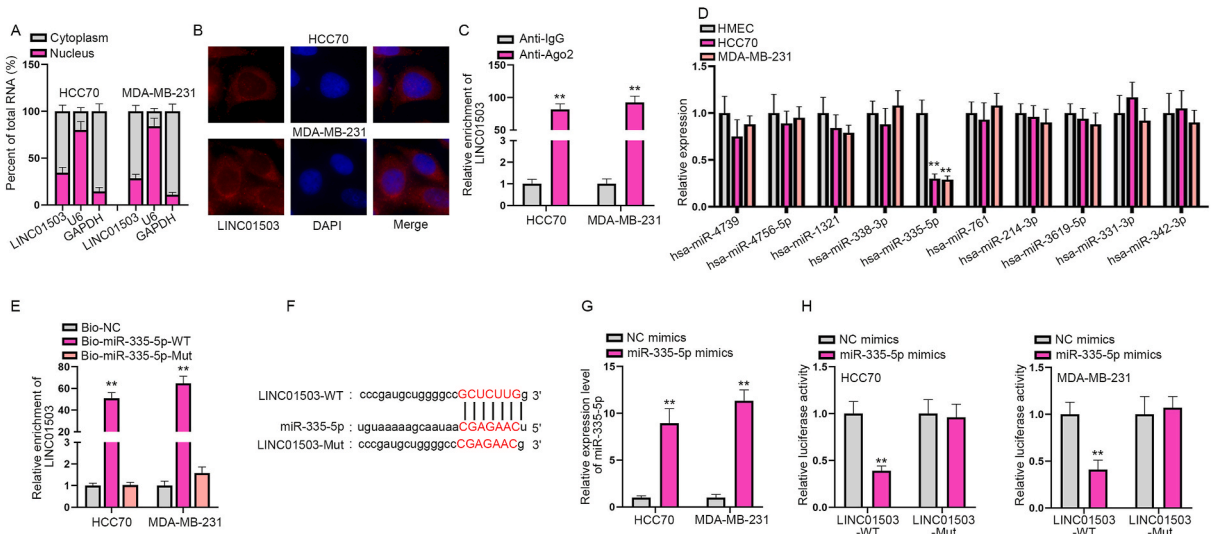 A
Cytoplasm
Nucleus
Percent of total RNA (%)
100
50
0
HCC70
MDA-MB-231
LINC01503
U6
GAPDH
LINC01503
U6
GAPDH
B
HCC70
MDA-MB-231
LINC01503
DAPI
Merge
C
Anti-IgG
Anti-Ago2
Relative enrichment of
LINC01503
150
100
50
4
3
2
1
0
**
**
HCC70
MDA-MB-231
D
HMEC
HCC70
MDA-MB-231
Relative expression
1.5
1.0
0.5
0.0
**
**
hsa-miR-4739
hsa-miR-4756-5p
hsa-miR-1321
hsa-miR-338-3p
hsa-miR-335-5p
hsa-miR-761
hsa-miR-214-3p
hsa-miR-3619-5p
hsa-miR-331-3p
hsa-miR-342-3p
E
Bio-NC
Bio-miR-335-5p-WT
Bio-miR-335-5p-Mut
Relative enrichment of
LINC01503
80
60
40
20
3
2
1
0
**
**
HCC70
MDA-MB-231
F
LINC01503-WT : cccgaugcuggggccGCUCUUGg 3'
miR-335-5p : uguaaaaagcaauaaCGAGAACu 5'
LINC01503-Mut : cccgaugcuggggccCGAGAACg 3'
G
NC mimics
miR-335-5p mimics
Relative expression level
of miR-335-5p
15
10
5
0
**
**
HCC70
MDA-MB-231
H
NC mimics
miR-335-5p mimics
HCC70
Relative luciferase activity
1.5
1.0
0.5
0.0
**
LINC01503
-WT
LINC01503
-Mut
NC mimics
miR-335-5p mimics
MDA-MB-231
Relative luciferase activity
1.5
1.0
0.5
0.0
**
LINC01503
-WT
LINC01503
-Mut